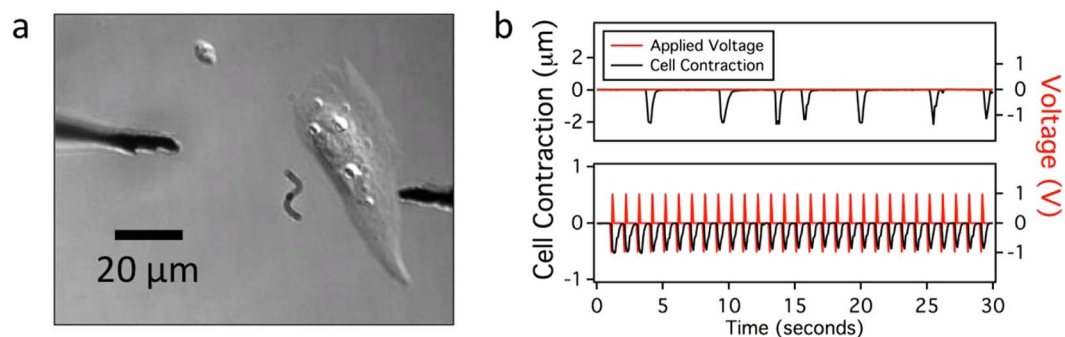 a
20 μm
b
Cell Contraction (μm)
2
0
-2
Applied Voltage
Cell Contraction
1
0
-1
1
0
-1
1
0
-1
Voltage (V)
0 5 10 15 20 25 30
Time (seconds)